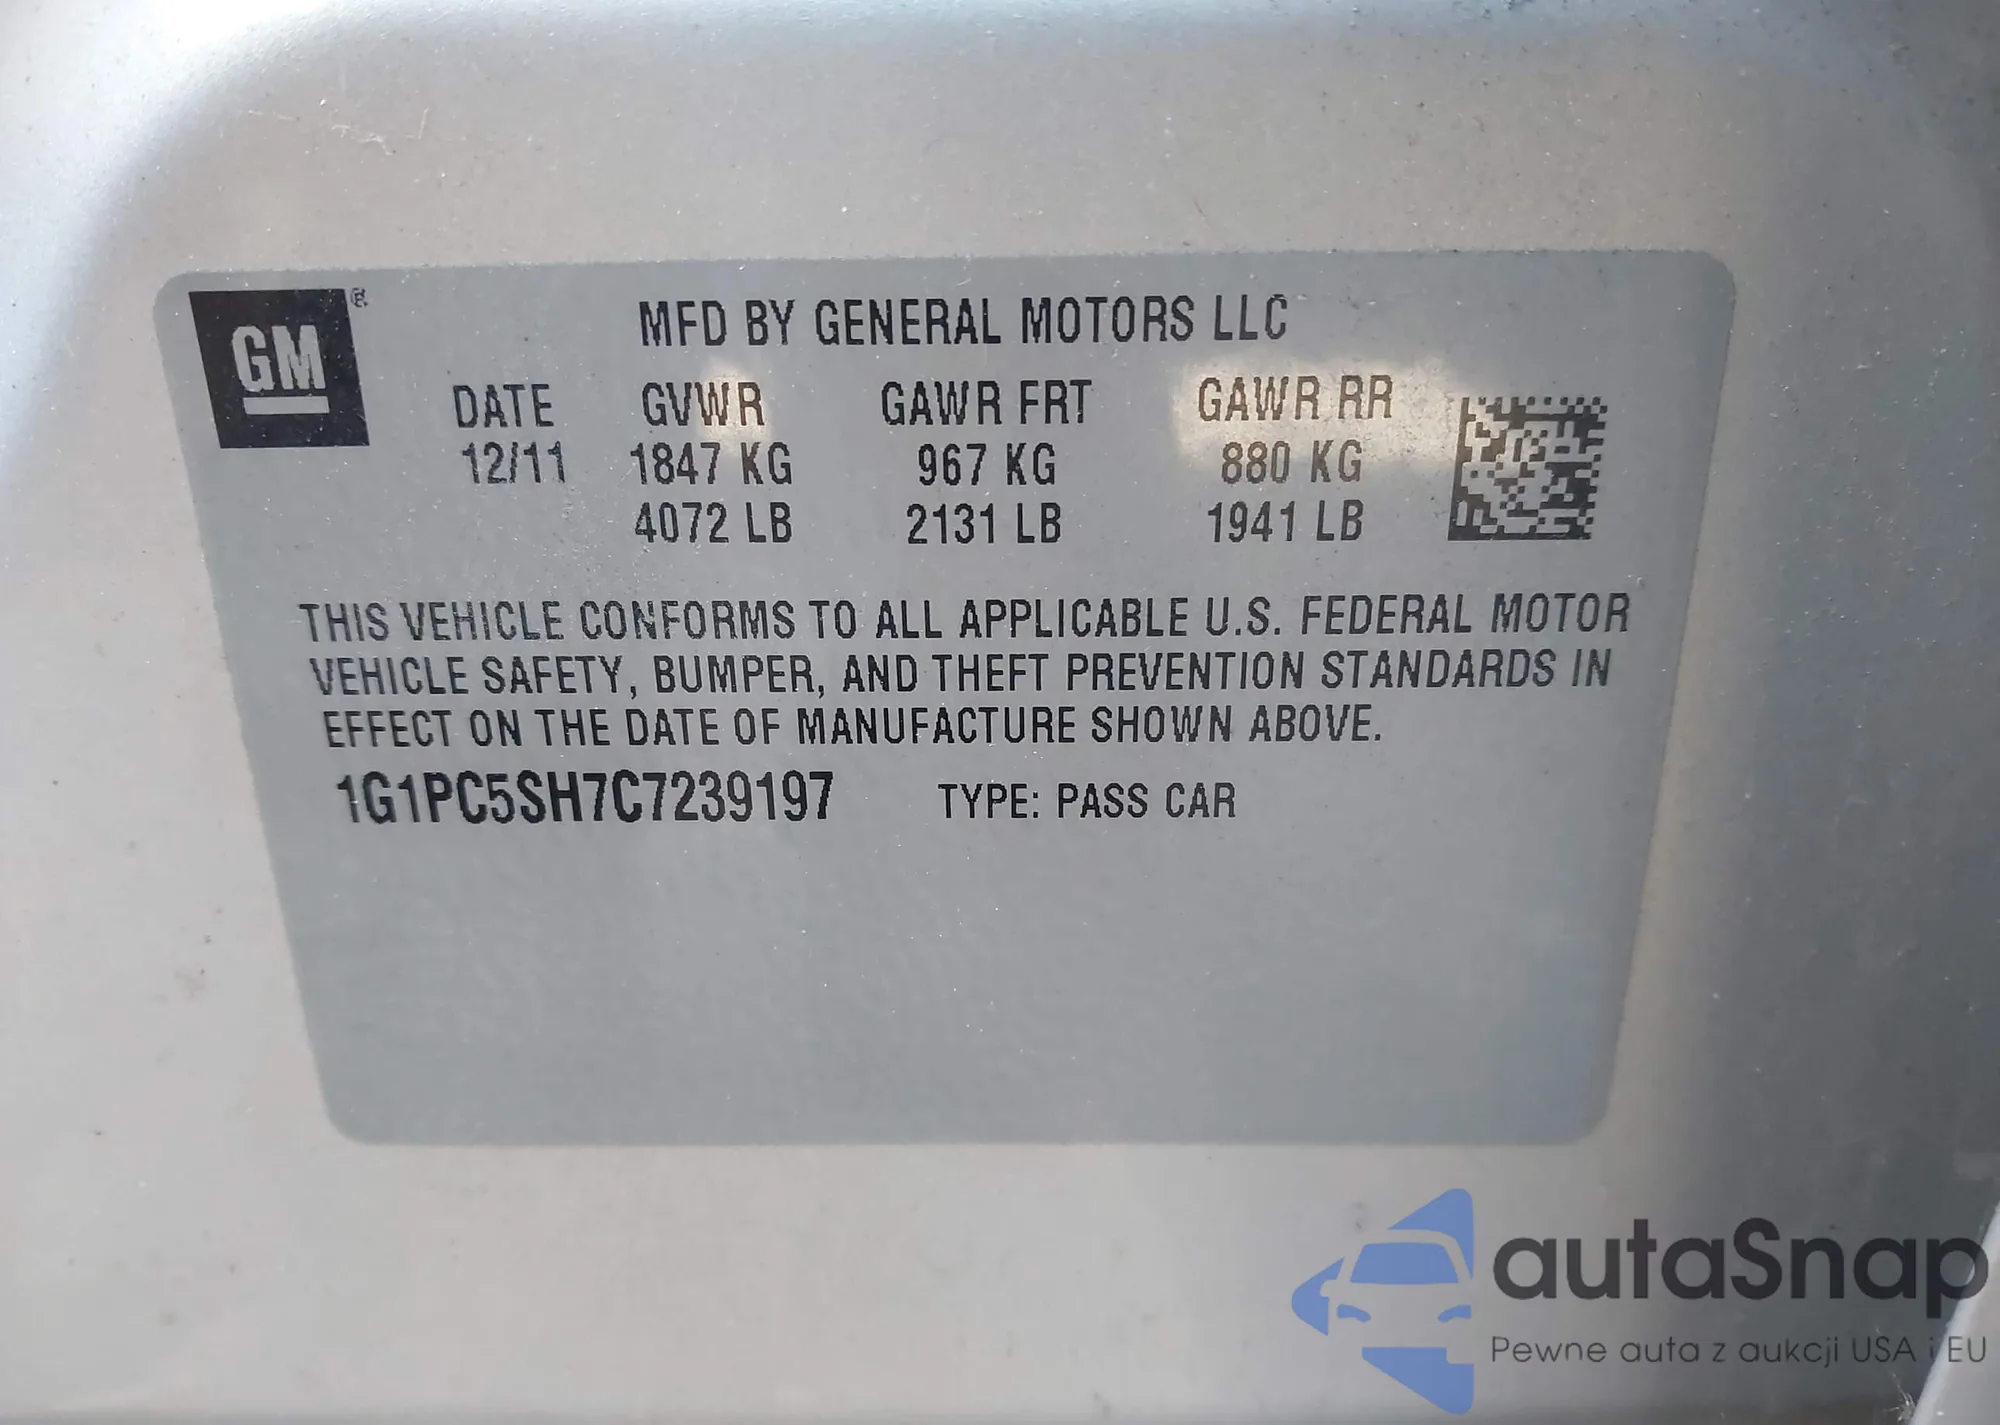 GM ®
MFD BY GENERAL MOTORS LLC
DATE GVWR GAWR FRT GAWR RR
12/11 1847 KG 967 KG 880 KG
4072 LB 2131 LB 1941 LB
THIS VEHICLE CONFORMS TO ALL APPLICABLE U.S. FEDERAL MOTOR
VEHICLE SAFETY, BUMPER, AND THEFT PREVENTION STANDARDS IN
EFFECT ON THE DATE OF MANUFACTURE SHOWN ABOVE.
1G1PC5SH7C7239197 TYPE: PASS CAR
autaSnap
Pewne auta z aukcji USA i EU